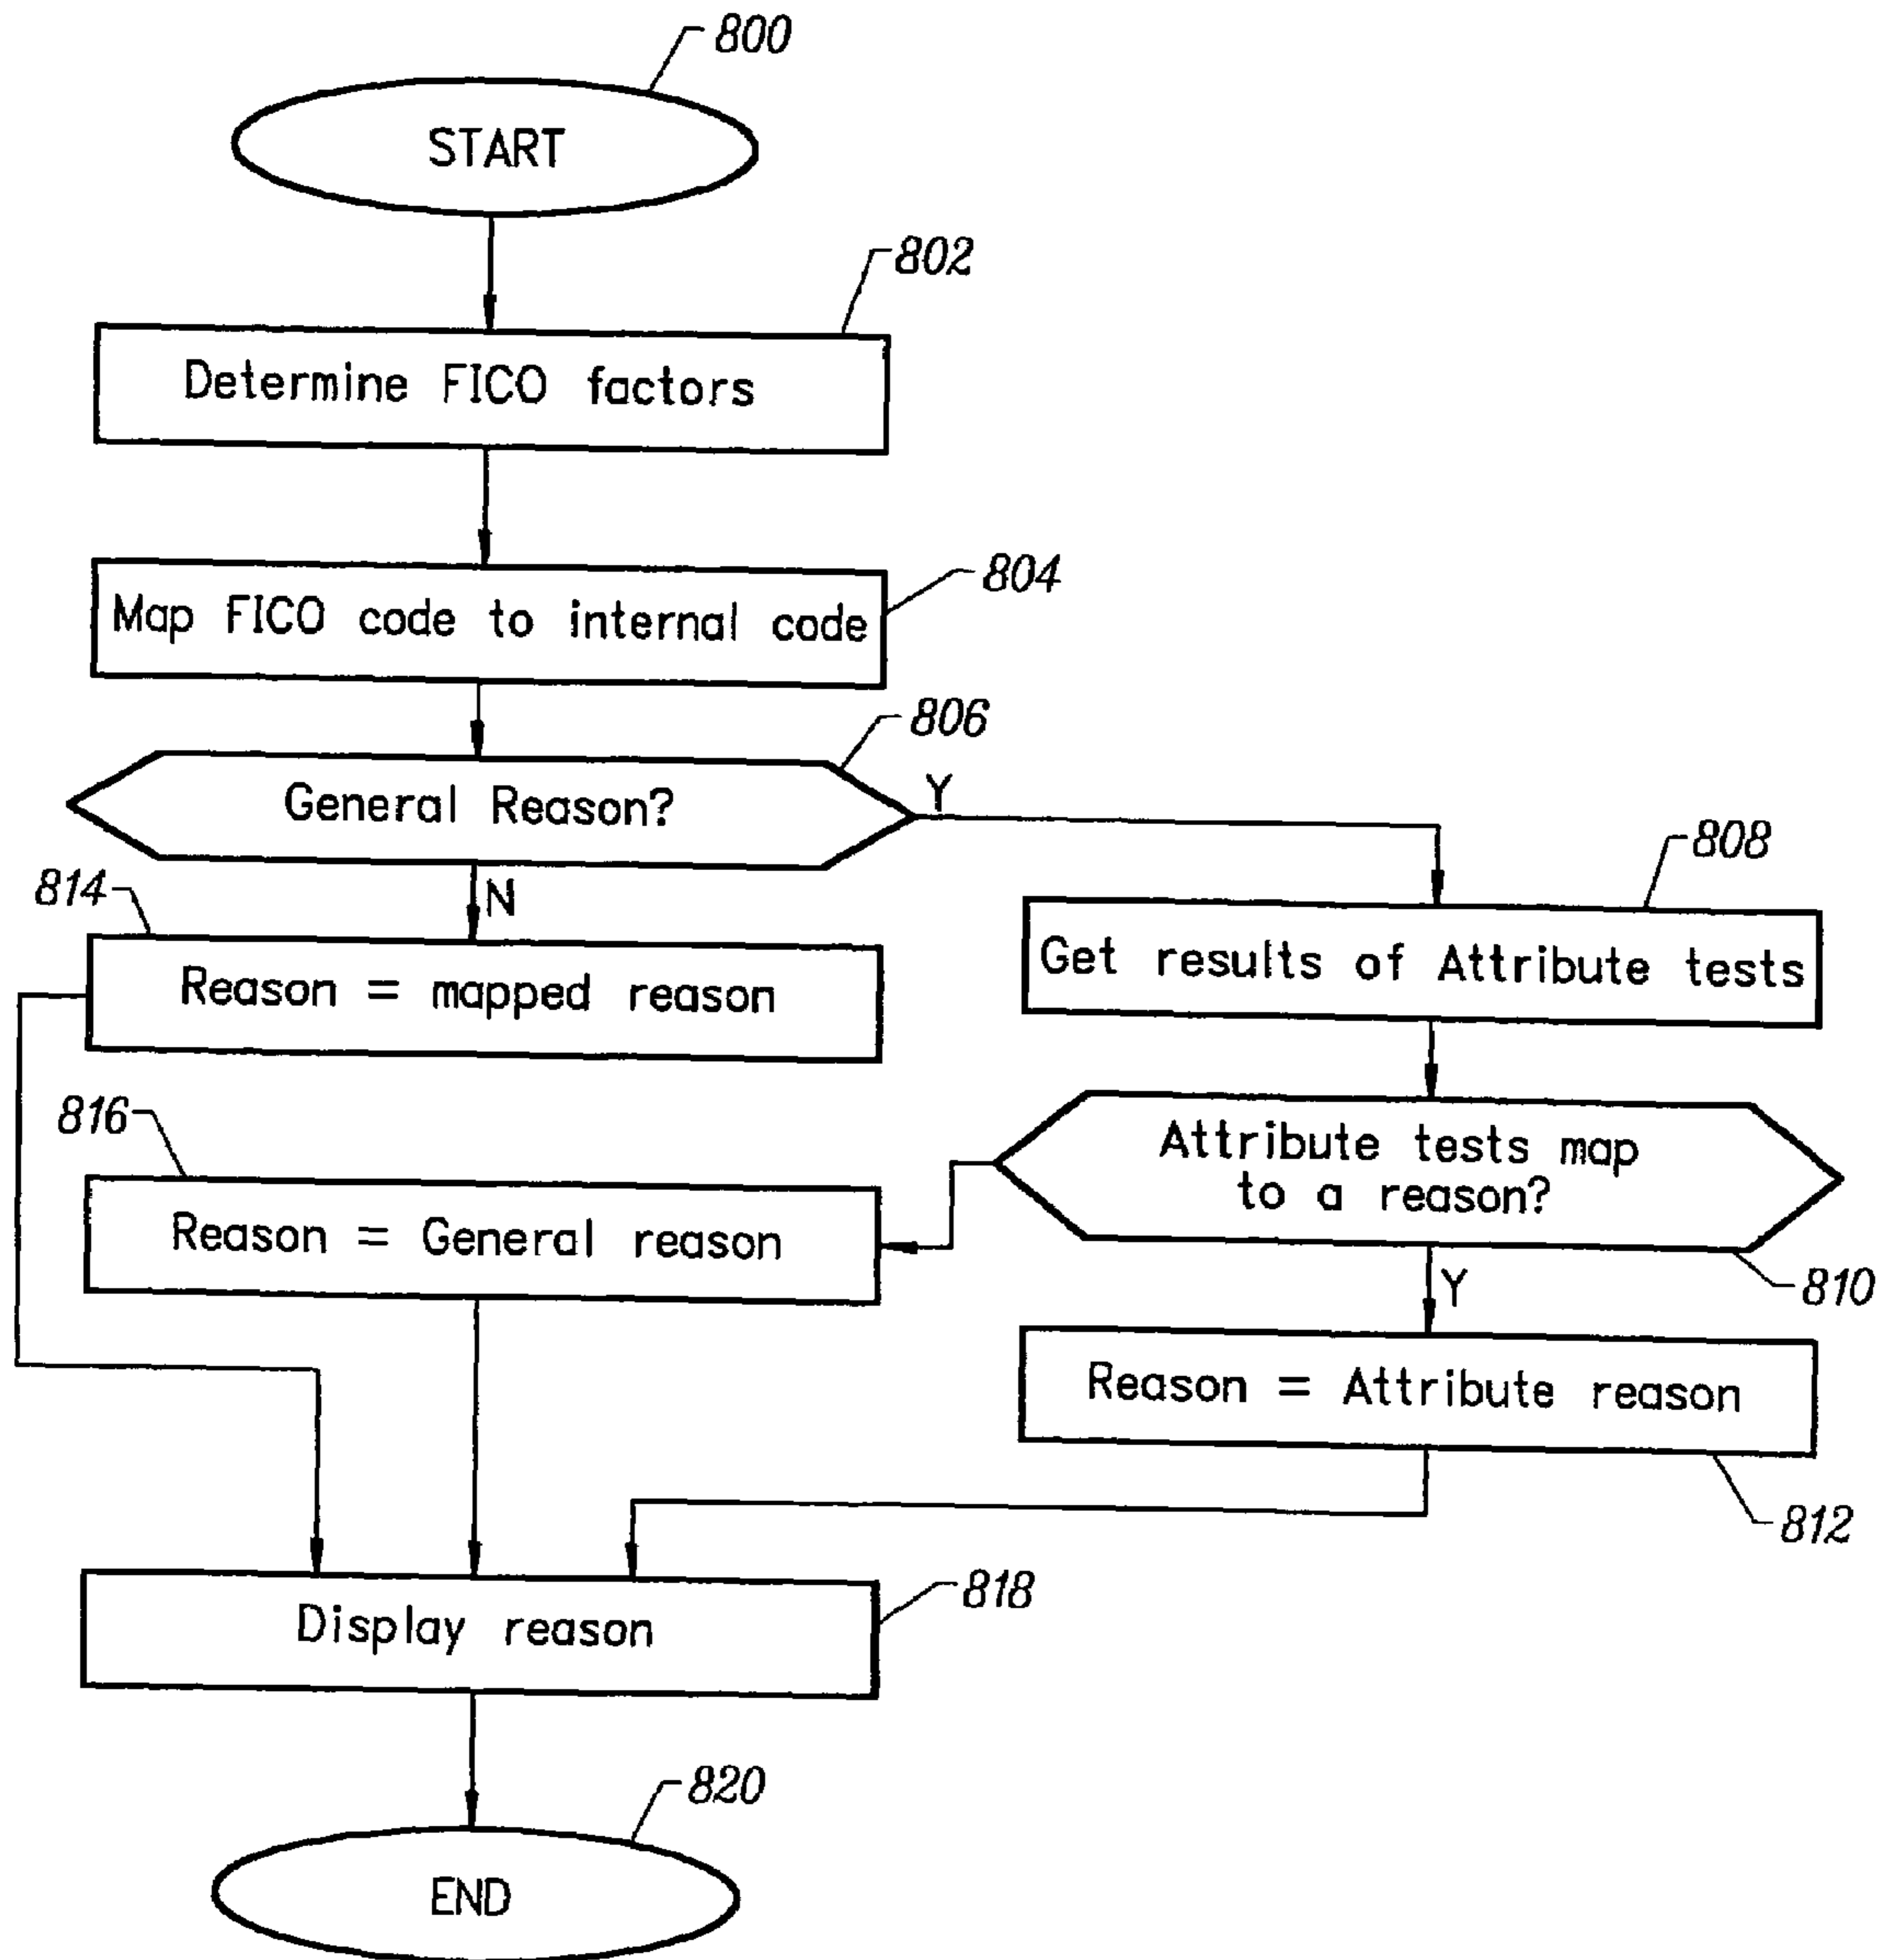 800
START
802
Determine FICO factors
804
Map FICO code to internal code
806
General Reason?
Y
808
814
N
Get results of Attribute tests
Reason = mapped reason
816
Attribute tests map
to a reason?
Reason = General reason
810
Y
Reason = Attribute reason
812
818
Display reason
820
END